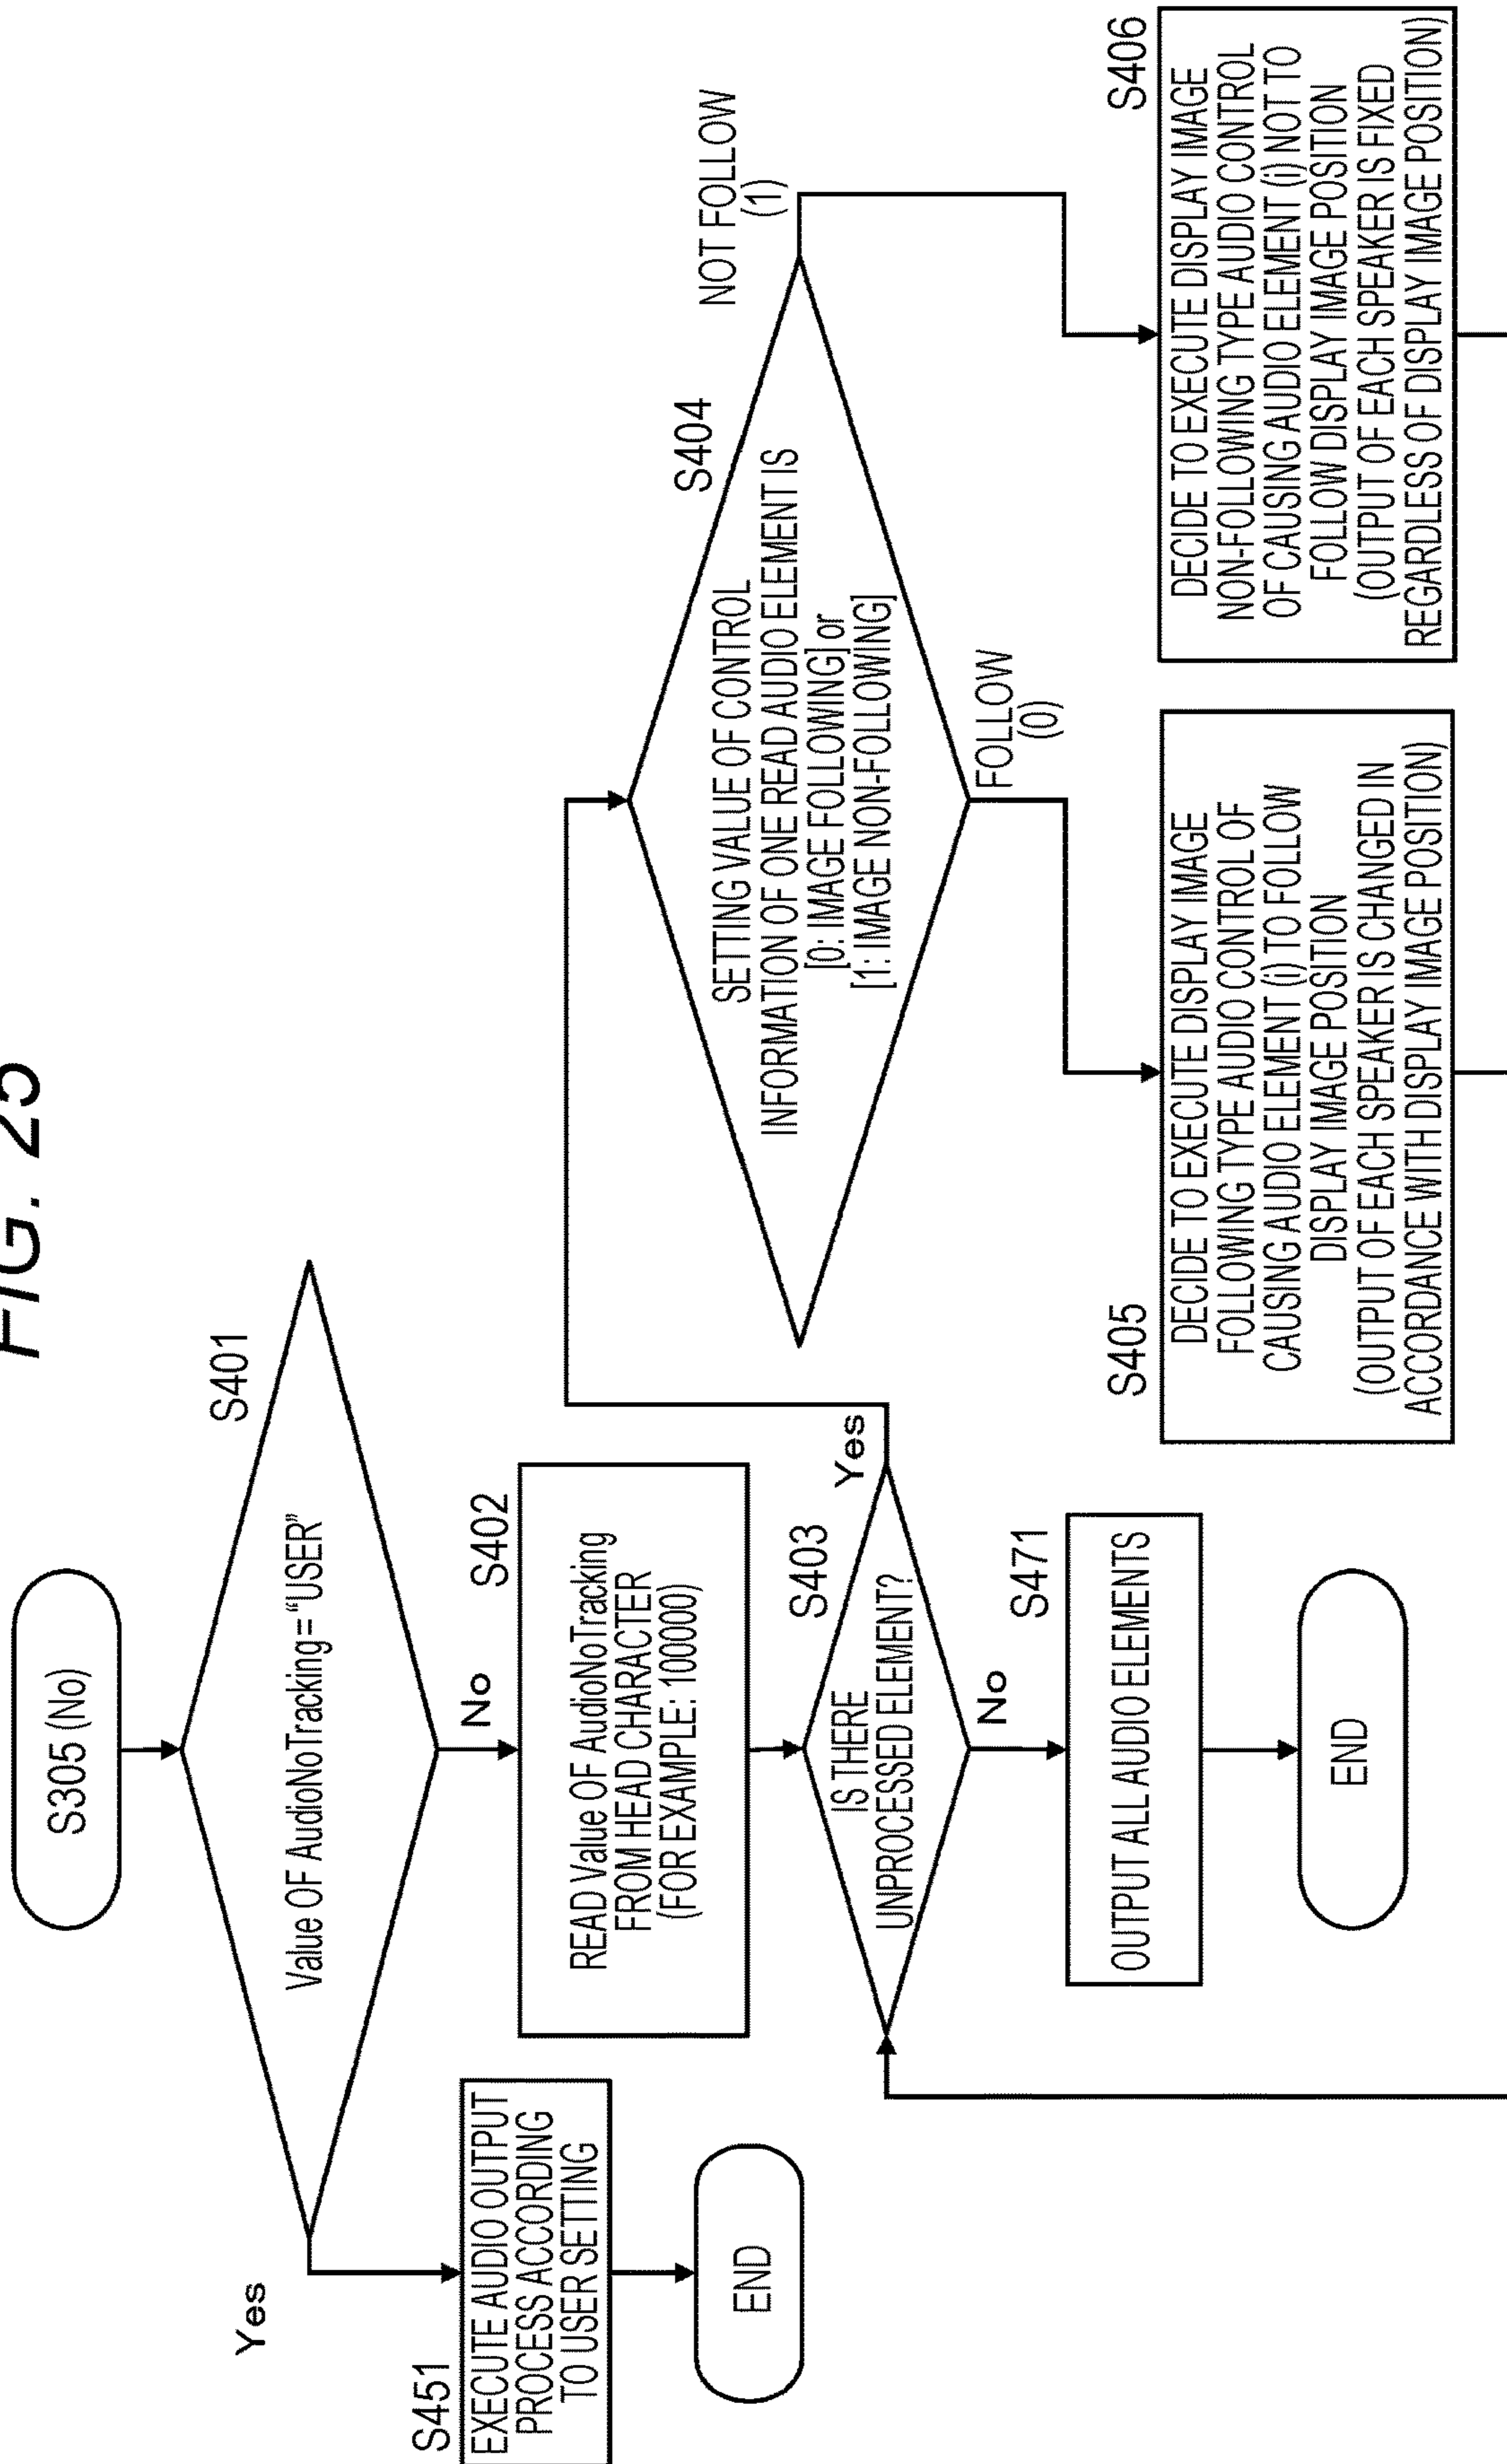 FIG. 25
S305 (No)
S401
Value OF AudioNoTracking = "USER"
Yes
No
S451
EXECUTE AUDIO OUTPUT
PROCESS ACCORDING
TO USER SETTING
END
S402
READ Value OF AudioNoTracking
FROM HEAD CHARACTER
(FOR EXAMPLE: 100000)
S403
IS THERE
UNPROCESSED ELEMENT?
Yes
No
S471
OUTPUT ALL AUDIO ELEMENTS
END
S404
SETTING VALUE OF CONTROL
INFORMATION OF ONE READ AUDIO ELEMENT IS
[0: IMAGE FOLLOWING] or
[1: IMAGE NON-FOLLOWING]
NOT FOLLOW
(1)
FOLLOW
(0)
S405
DECIDE TO EXECUTE DISPLAY IMAGE
FOLLOWING TYPE AUDIO CONTROL OF
CAUSING AUDIO ELEMENT (i) TO FOLLOW
DISPLAY IMAGE POSITION
(OUTPUT OF EACH SPEAKER IS CHANGED IN
ACCORDANCE WITH DISPLAY IMAGE POSITION)
S406
DECIDE TO EXECUTE DISPLAY IMAGE
NON-FOLLOWING TYPE AUDIO CONTROL
OF CAUSING AUDIO ELEMENT (i) NOT TO
FOLLOW DISPLAY IMAGE POSITION
(OUTPUT OF EACH SPEAKER IS FIXED
REGARDLESS OF DISPLAY IMAGE POSITION)